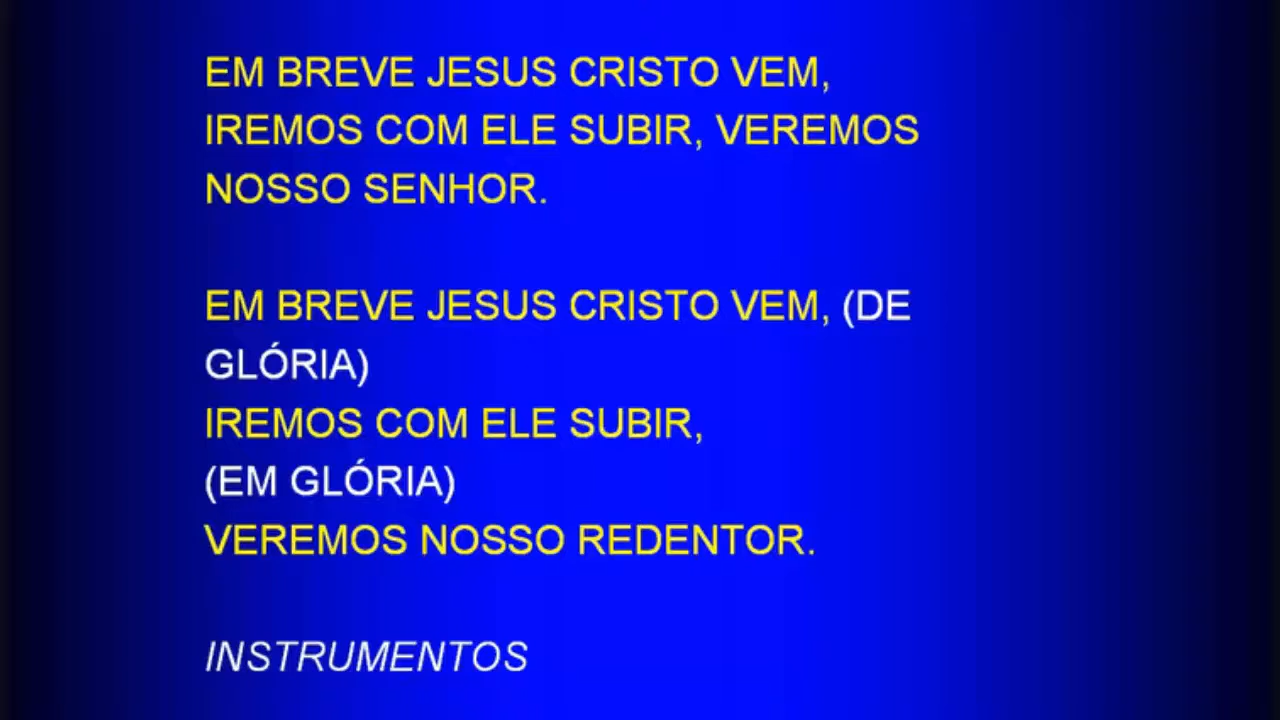 EM BREVE JESUS CRISTO VEM,
IREMOS COM ELE SUBIR, VEREMOS
NOSSO SENHOR.
EM BREVE JESUS CRISTO VEM, (DE
GLÓRIA)
IREMOS COM ELE SUBIR,
(EM GLÓRIA)
VEREMOS NOSSO REDENTOR.
INSTRUMENTOS